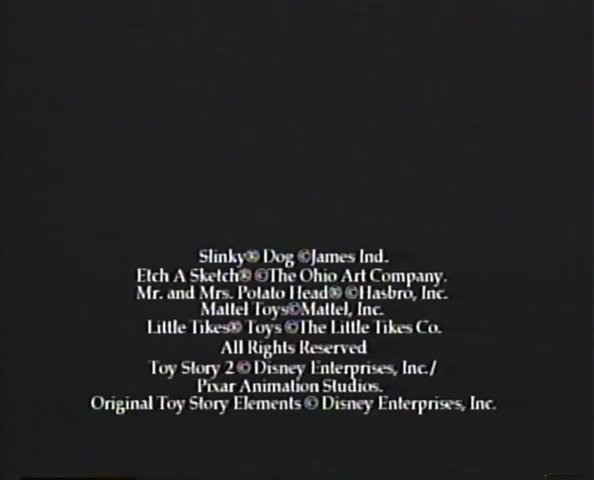 Slinky® Dog ©James Ind.
Etch A Sketch® ©The Ohio Art Company.
Mr. and Mrs. Potato Head® ©Hasbro, Inc.
Mattel Toys©Mattel, Inc.
Little Tikes® Toys ©The Little Tikes Co.
All Rights Reserved
Toy Story 2 © Disney Enterprises, Inc./
Pixar Animation Studios.
Original Toy Story Elements © Disney Enterprises, Inc.